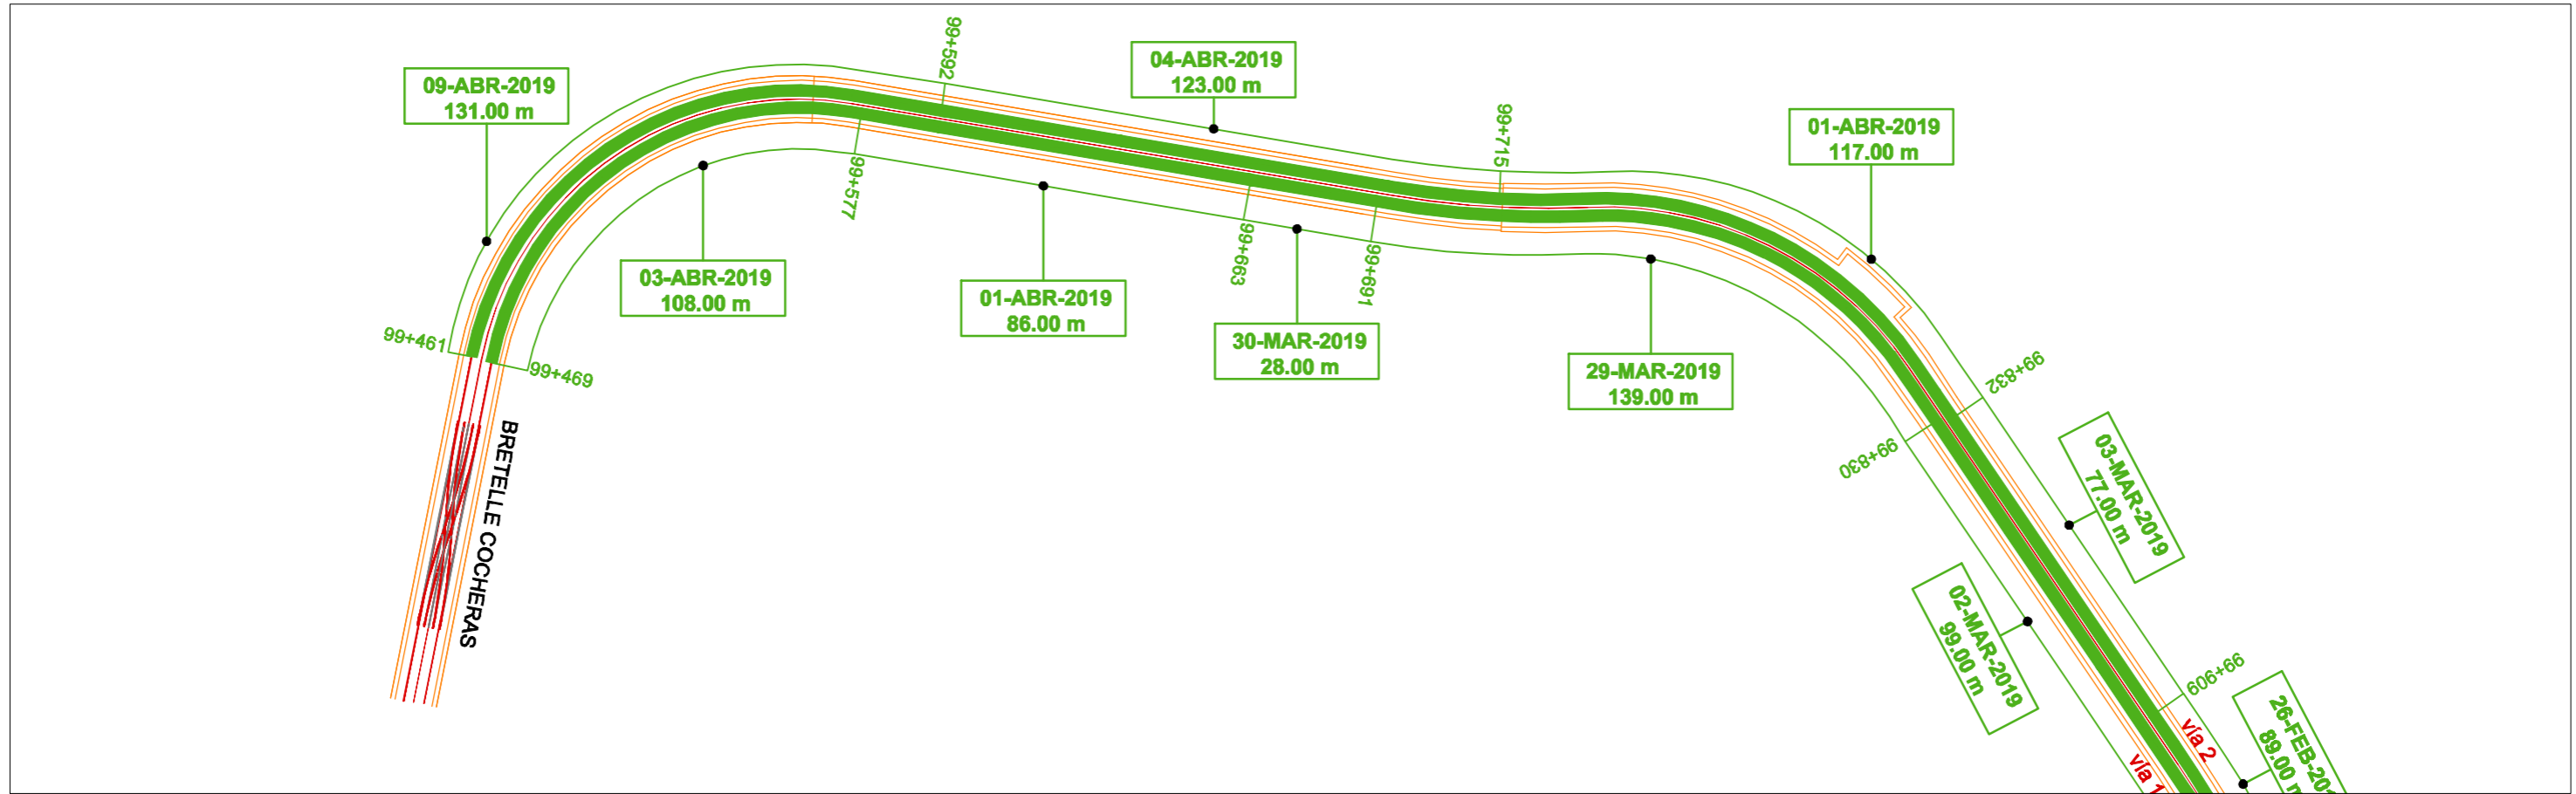 99+592
04-ABR-2019
123.00 m
09-ABR-2019
131.00 m
99+715
01-ABR-2019
117.00 m
99+577
03-ABR-2019
108.00 m
01-ABR-2019
86.00 m
99+663
99+691
30-MAR-2019
28.00 m
29-MAR-2019
139.00 m
99+461
99+469
99+832
99+830
BRETELLE COCHERAS
03-MAR-2019
77.00 m
02-MAR-2019
99.00 m
99+909
26-FEB-201
89.00 m
vía 2
vía 1